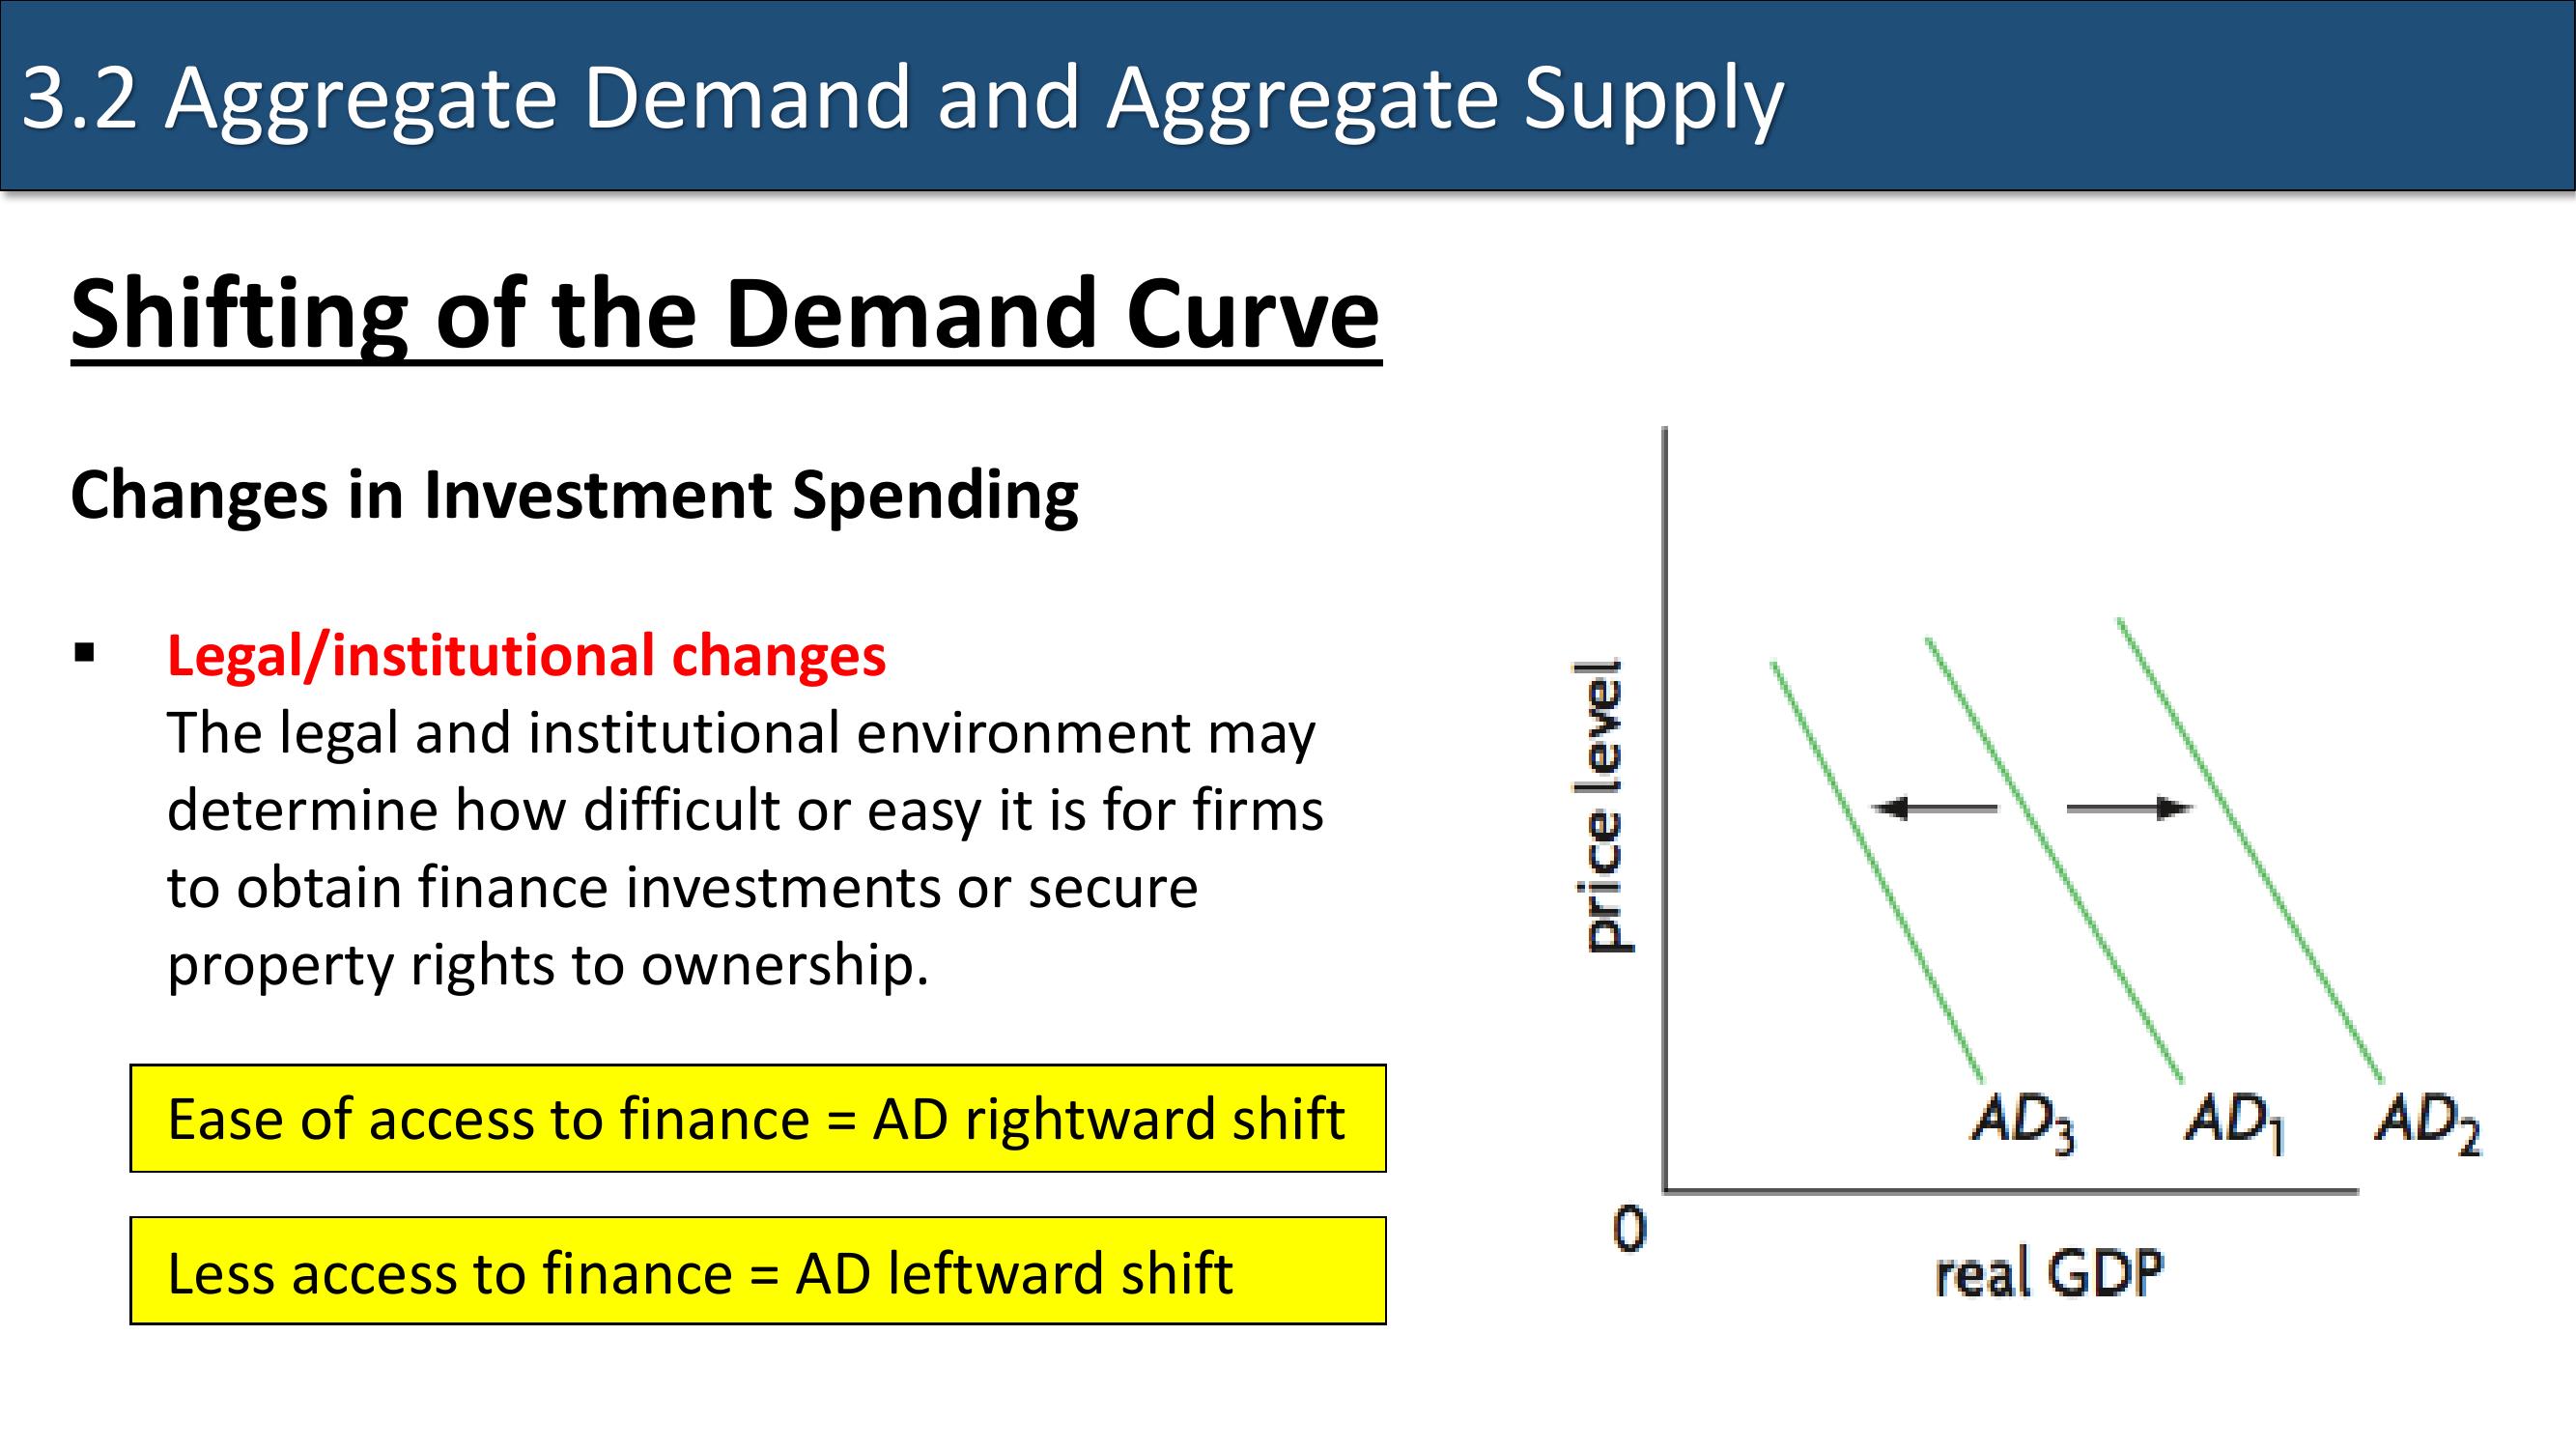 3.2 Aggregate Demand and Aggregate Supply
Shifting of the Demand Curve
Changes in Investment Spending
▪ Legal/institutional changes
The legal and institutional environment may
determine how difficult or easy it is for firms
to obtain finance investments or secure
property rights to ownership.
Ease of access to finance = AD rightward shift
Less access to finance = AD leftward shift
price level
AD₃
AD₁
AD₂
0
real GDP